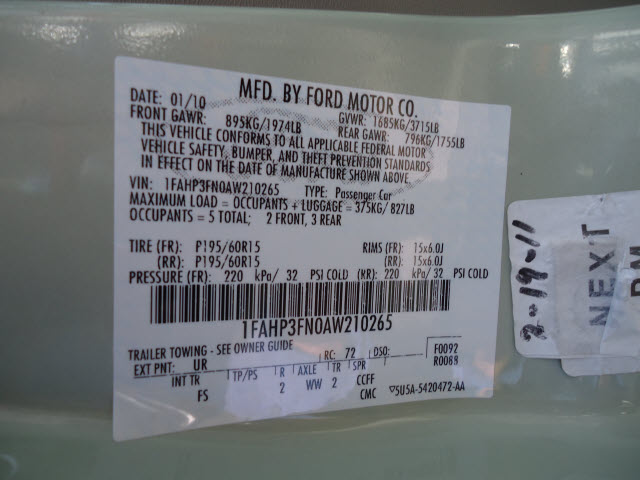 MFD. BY FORD MOTOR CO.
DATE: 01/10
FRONT GAWR: 895KG/1974LB
GVWR: 1685KG/3715LB
REAR GAWR: 796KG/1755LB
THIS VEHICLE CONFORMS TO ALL APPLICABLE FEDERAL MOTOR
VEHICLE SAFETY, BUMPER, AND THEFT PREVENTION STANDARDS
IN EFFECT ON THE DATE OF MANUFACTURE SHOWN ABOVE.
VIN: 1FAHP3FN0AW210265 TYPE: Passenger Car
MAXIMUM LOAD = OCCUPANTS + LUGGAGE = 375KG/827LB
OCCUPANTS = 5 TOTAL; 2 FRONT, 3 REAR
TIRE (FR): P195/60R15 RIMS (FR): 15x6.0J
(RR): P195/60R15 (RR): 15x6.0J
PRESSURE (FR): 220 kPa/ 32 PSI COLD (RR): 220 kPa/ 32 PSI COLD
1FAHP3FN0AW210265
TRAILER TOWING - SEE OWNER GUIDE
EXT PNT: UR RC: 72 DSO: F0092
R0088
INT TR TP/PS R AXLE TR SPR
FS 2 WW 2 CCFF
CMC ▽5U5A-5420472-AA
2-19-11
NEXT